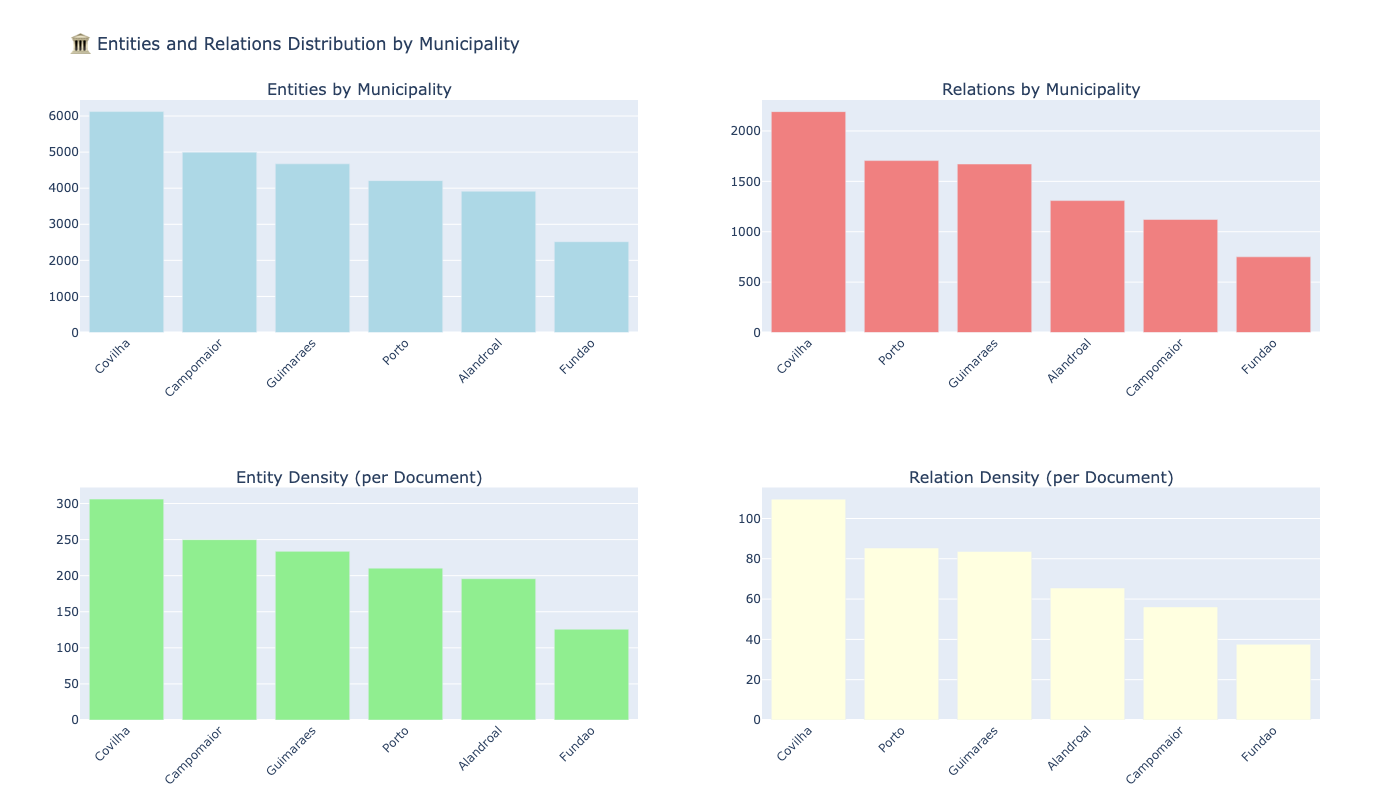 🏛️ Entities and Relations Distribution by Municipality
Entities by Municipality
6000
5000
4000
3000
2000
1000
0
Covilha
Campomaior
Guimaraes
Porto
Alandroal
Fundao
Relations by Municipality
2000
1500
1000
500
0
Covilha
Porto
Guimaraes
Alandroal
Campomaior
Fundao
Entity Density (per Document)
300
250
200
150
100
50
0
Covilha
Campomaior
Guimaraes
Porto
Alandroal
Fundao
Relation Density (per Document)
100
80
60
40
20
0
Covilha
Porto
Guimaraes
Alandroal
Campomaior
Fundao